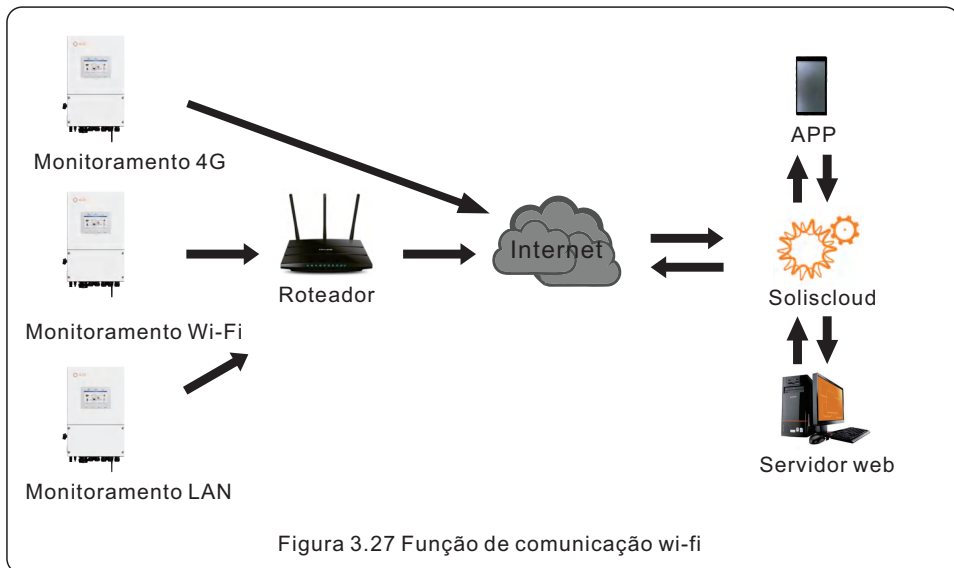 Monitoramento 4G
Monitoramento Wi-Fi
Monitoramento LAN
Roteador
Internet
APP
Soliscloud
Servidor web
Figura 3.27 Função de comunicação wi-fi